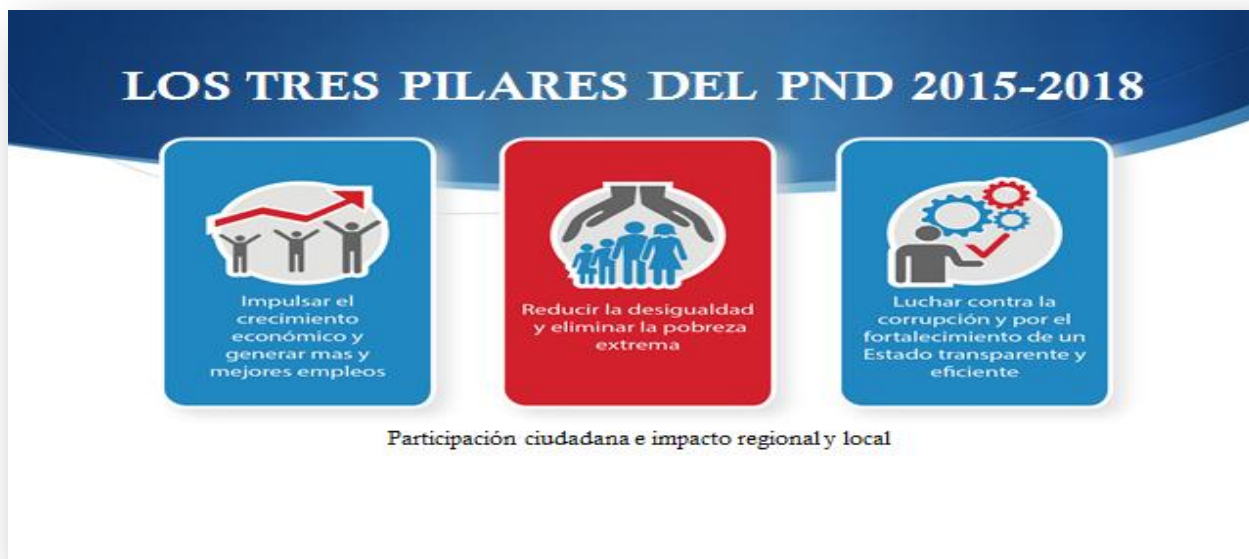 LOS TRES PILARES DEL PND 2015-2018
Impulsar el
crecimiento
económico y
generar mas y
mejores empleos
Reducir la desigualdad
y eliminar la pobreza
extrema
Luchar contra la
corrupción y por el
fortalecimiento de un
Estado transparente y
eficiente
Participación ciudadana e impacto regional y local